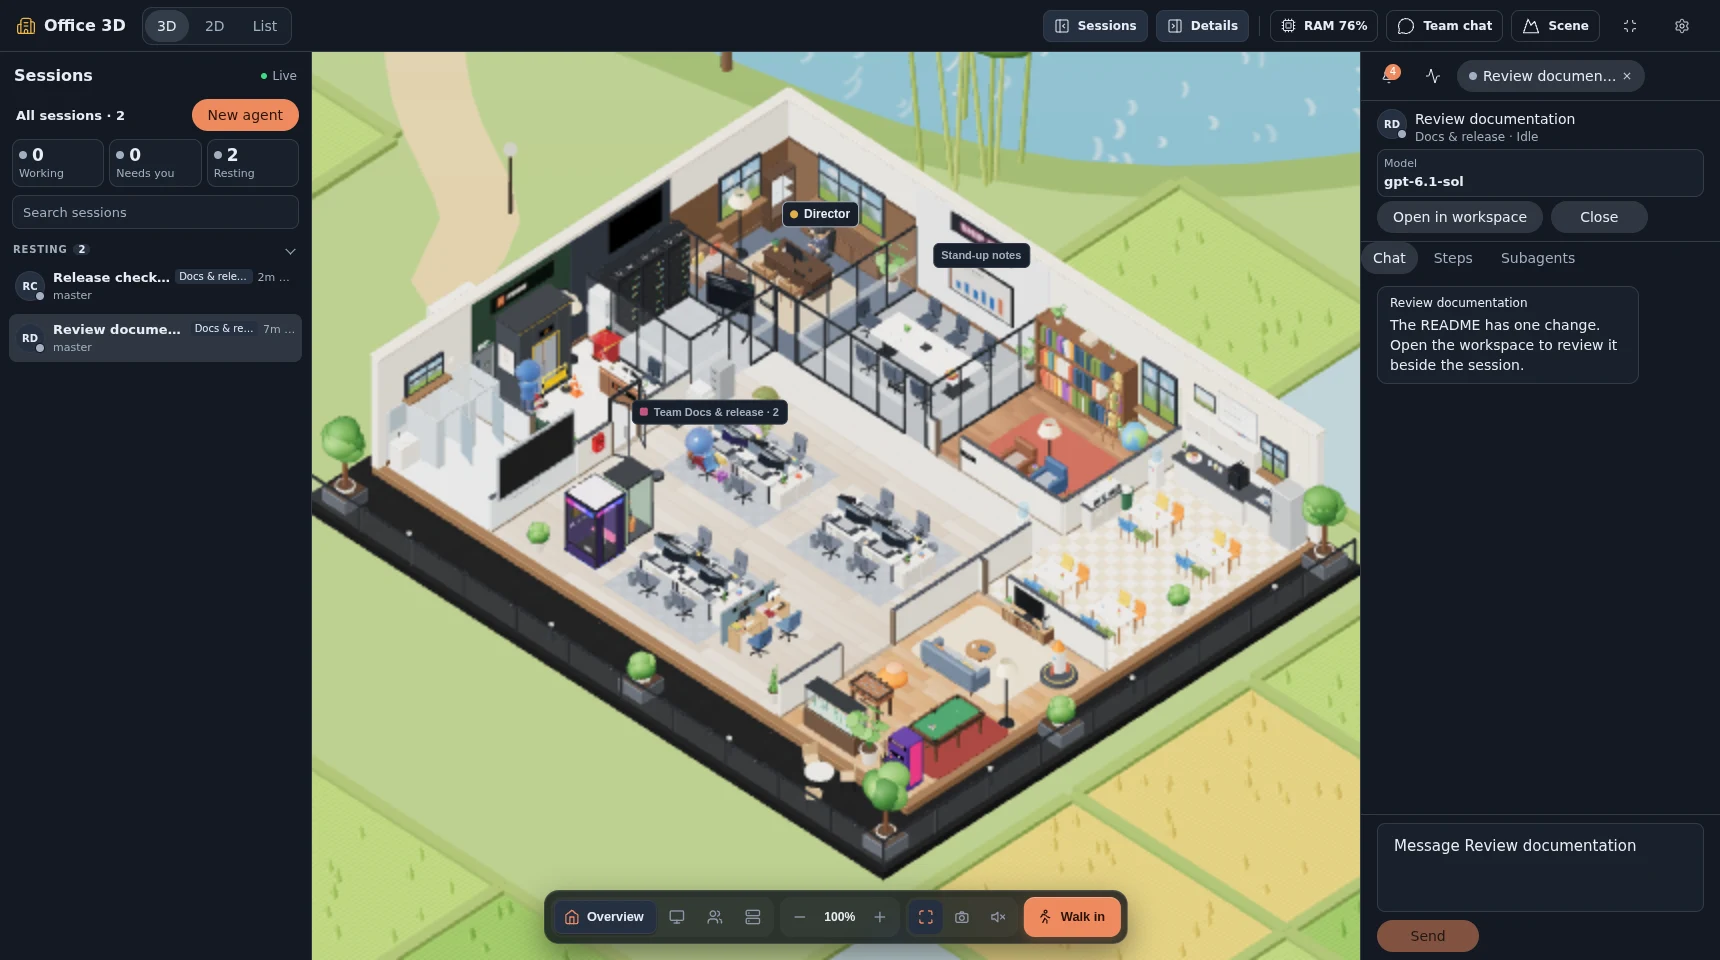 Office 3D
3D
2D
List
Sessions
Details
RAM 76%
Team chat
Scene
Sessions
Live
All sessions · 2
New agent
0
Working
0
Needs you
2
Resting
Search sessions
RESTING 2
RC
Release check…
Docs & rele…
2m …
master
RD
Review docume…
Docs & re…
7m …
master
Director
Stand-up notes
Team Docs & release · 2
Overview
100%
Walk in
4
Review documen… ×
RD
Review documentation
Docs & release · Idle
Model
gpt-6.1-sol
Open in workspace
Close
Chat
Steps
Subagents
Review documentation
The README has one change.
Open the workspace to review it
beside the session.
Message Review documentation
Send